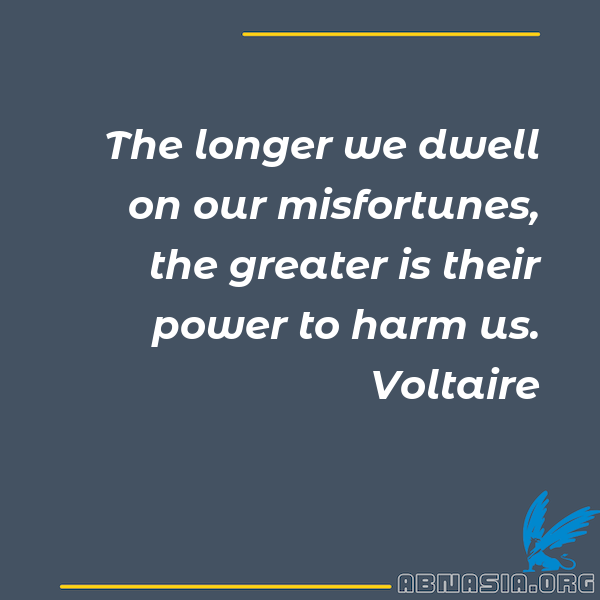 The longer we dwell
on our misfortunes,
the greater is their
power to harm us.
Voltaire
ABNASIA.ORG